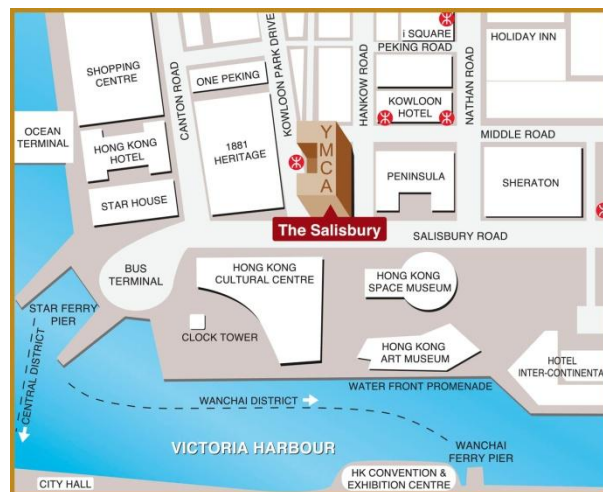 i SQUARE
PEKING ROAD
HOLIDAY INN
SHOPPING
CENTRE
CANTON ROAD
ONE PEKING
KOWLOON PARK DRIVE
HANKOW ROAD
NATHAN ROAD
KOWLOON
HOTEL
OCEAN
TERMINAL
HONG KONG
HOTEL
1881
HERITAGE
YMCA
MIDDLE ROAD
PENINSULA
SHERATON
STAR HOUSE
The Salisbury
SALISBURY ROAD
BUS
TERMINAL
HONG KONG
CULTURAL CENTRE
HONG KONG
SPACE MUSEUM
STAR FERRY
PIER
CLOCK TOWER
HONG KONG
ART MUSEUM
HOTEL
INTER-CONTINENTA
WATER FRONT PROMENADE
CENTRAL DISTRICT
WANCHAI DISTRICT
VICTORIA HARBOUR
WANCHAI
FERRY PIER
CITY HALL
HK CONVENTION &
EXHIBITION CENTRE